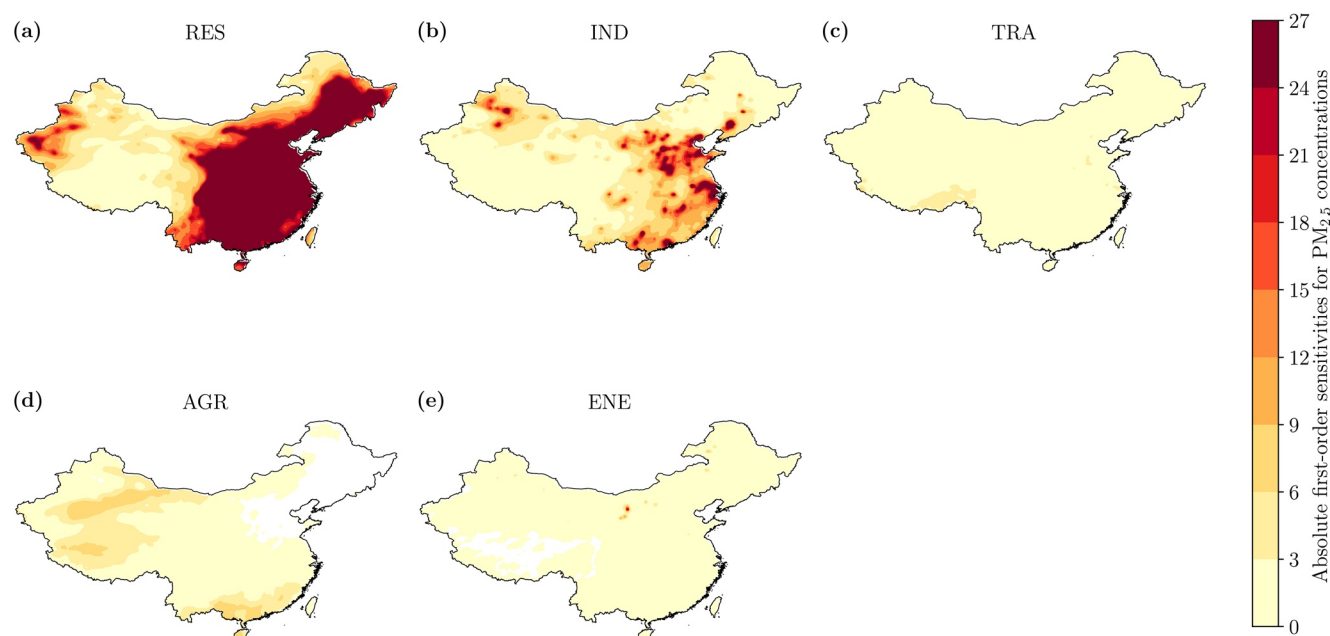 (a) RES
(b) IND
(c) TRA
(d) AGR
(e) ENE
27
24
21
18
15
12
9
6
3
0
Absolute first-order sensitivities for PM2.5 concentrations